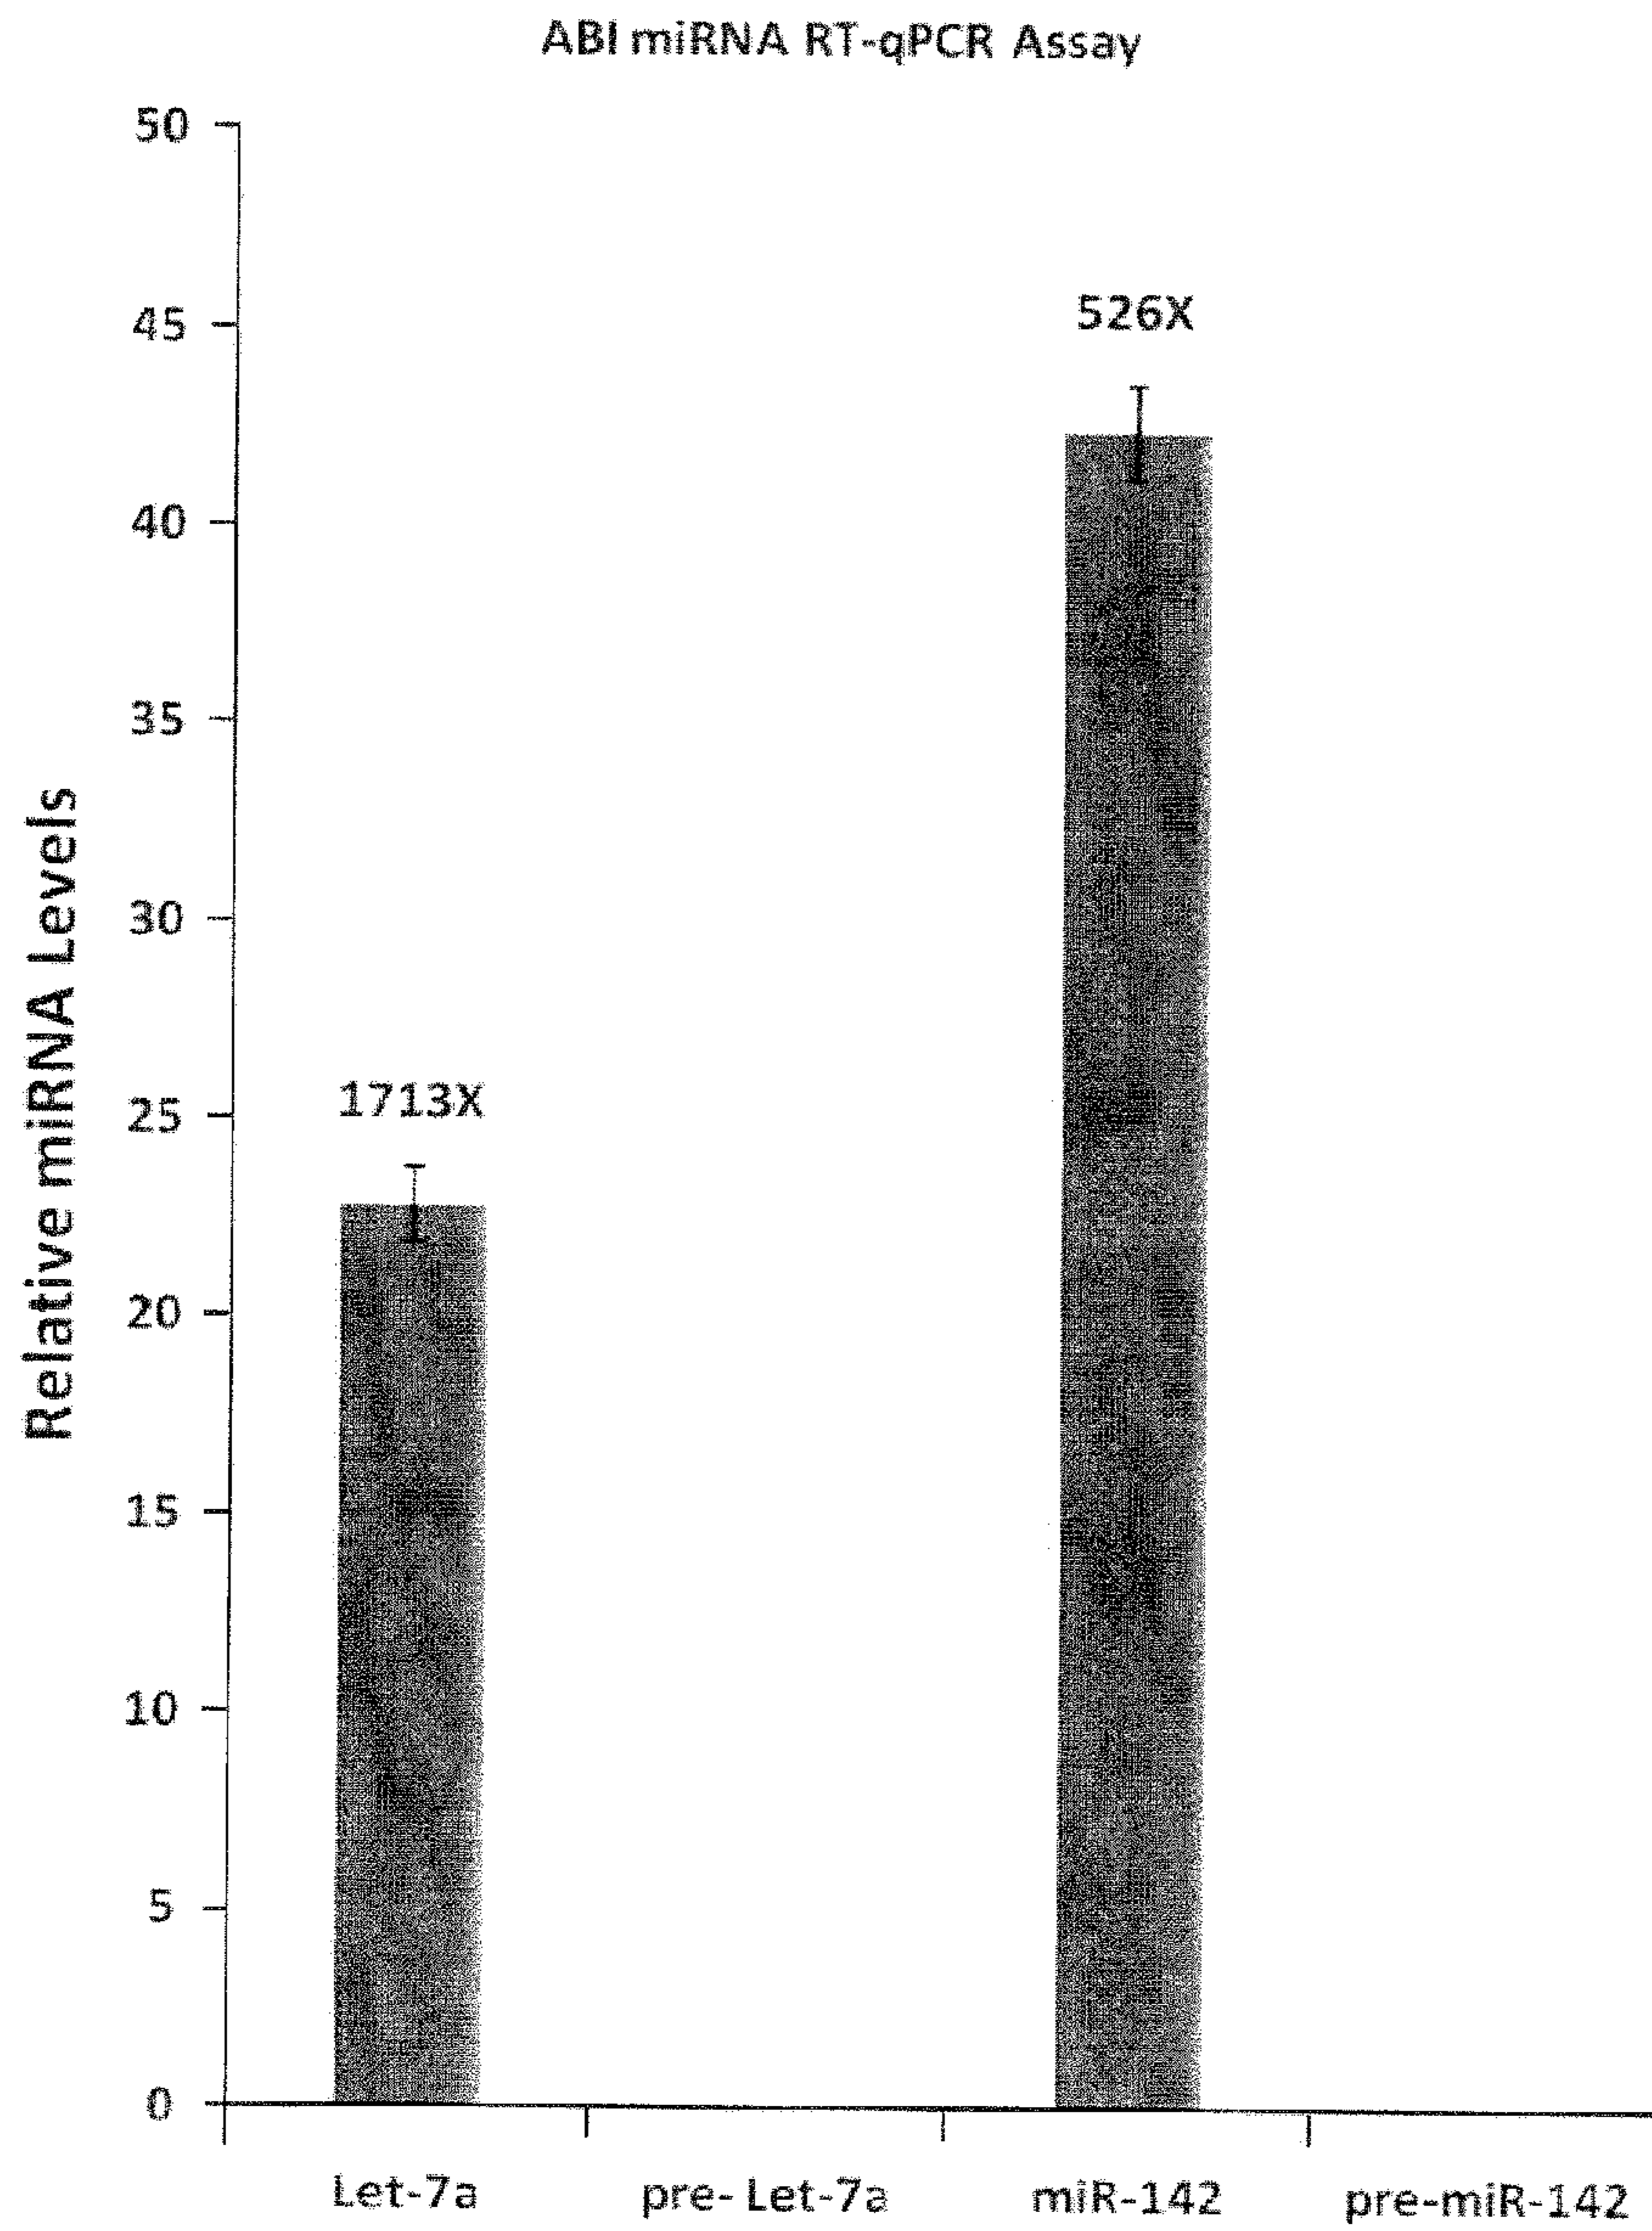 ABI miRNA RT-qPCR Assay
50
45
40
35
30
25
20
15
10
5
0
Relative miRNA Levels
1713X
526X
Let-7a
pre- Let-7a
miR-142
pre-miR-142